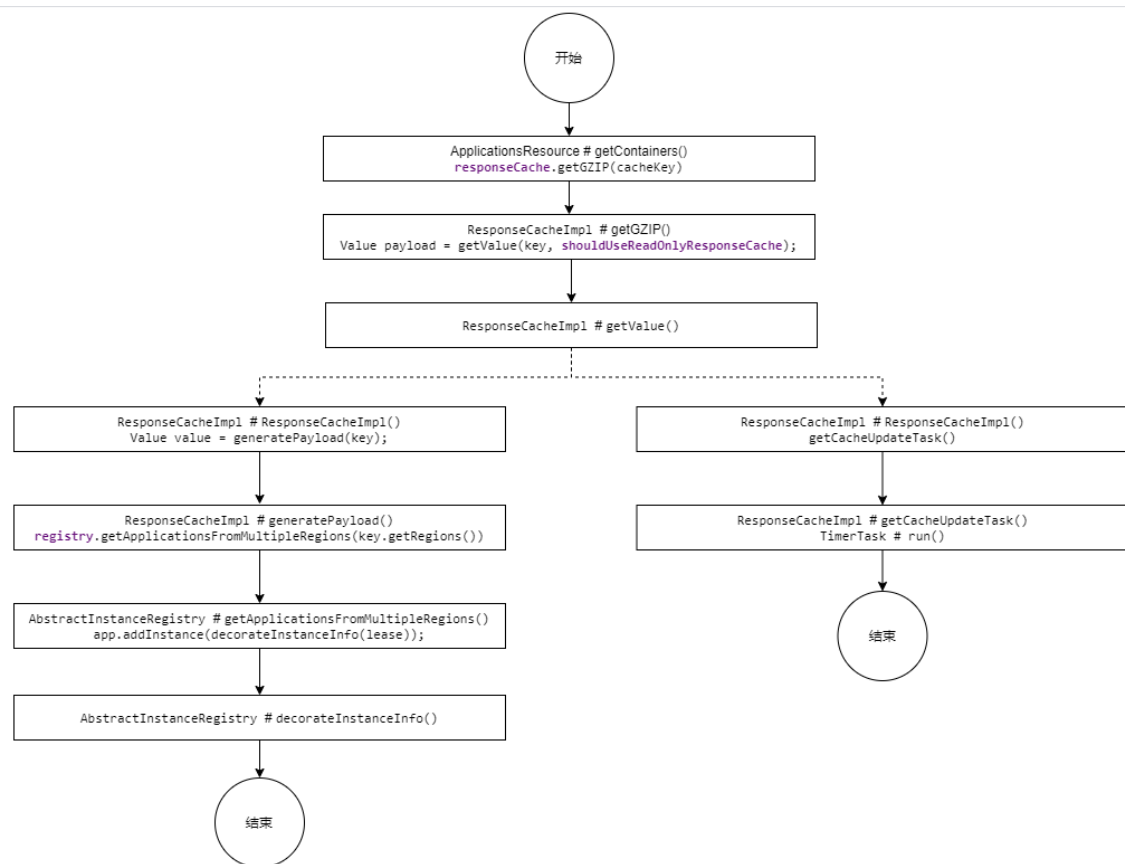 开始
ApplicationsResource # getContainers()
responseCache.getGZIP(cacheKey)
ResponseCacheImpl # getGZIP()
Value payload = getValue(key, shouldUseReadOnlyResponseCache);
ResponseCacheImpl # getValue()
ResponseCacheImpl # ResponseCacheImpl()
Value value = generatePayload(key);
ResponseCacheImpl # generatePayload()
registry.getApplicationsFromMultipleRegions(key.getRegions())
AbstractInstanceRegistry # getApplicationsFromMultipleRegions()
app.addInstance(decorateInstanceInfo(lease));
AbstractInstanceRegistry # decorateInstanceInfo()
结束
ResponseCacheImpl # ResponseCacheImpl()
getCacheUpdateTask()
ResponseCacheImpl # getCacheUpdateTask()
TimerTask # run()
结束